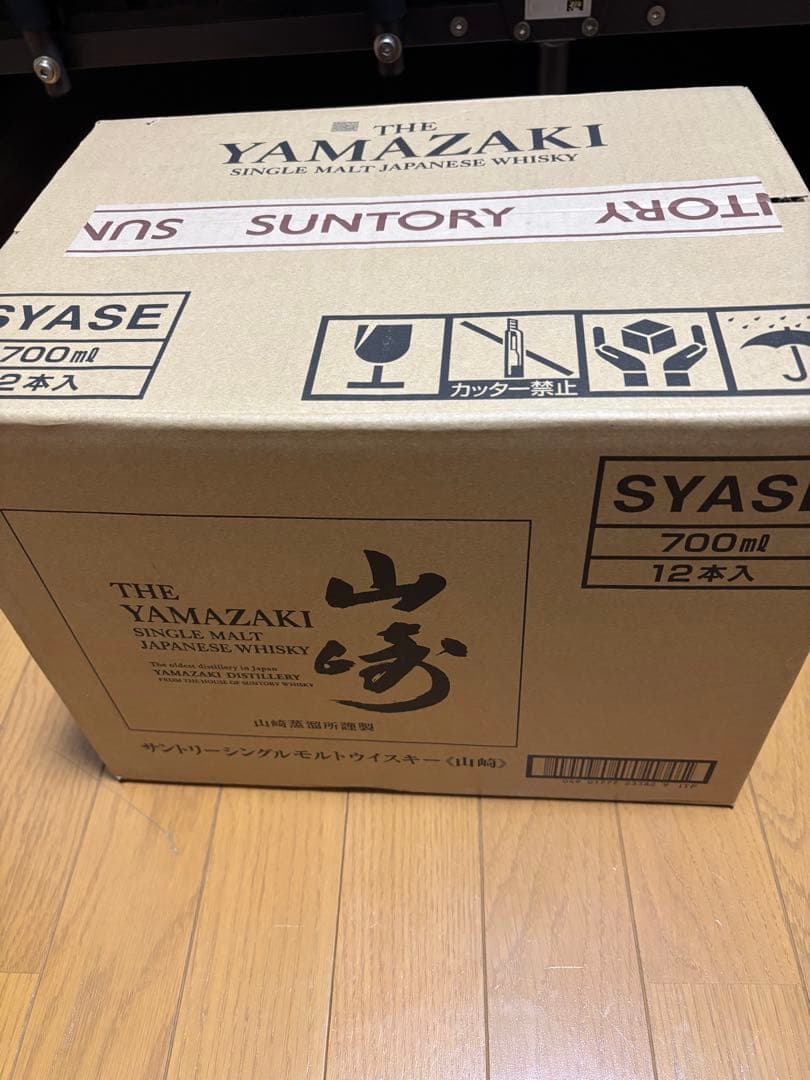 THE
YAMAZAKI
SINGLE MALT JAPANESE WHISKY
SUN SUNTORY TORY ITORY
SYASE
700mℓ
2本入
カッター禁止
SYASE
700mℓ
12本入
THE
YAMAZAKI
SINGLE MALT
JAPANESE WHISKY
The oldest distillery in Japan
YAMAZAKI DISTILLERY
FROM THE HOUSE OF SUNTORY WHISKY
山崎
山崎蒸溜所謹製
サントリーシングルモルトウイスキー《山崎》